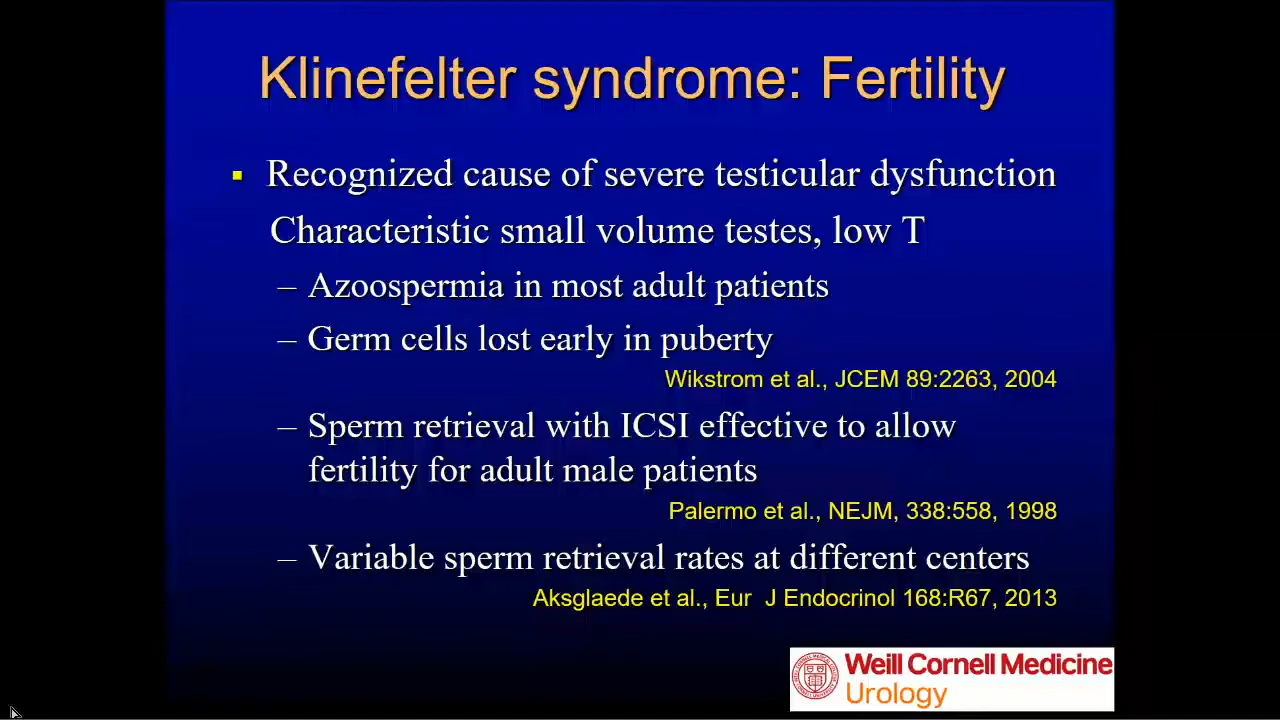 Klinefelter syndrome: Fertility
Recognized cause of severe testicular dysfunction
Characteristic small volume testes, low T
– Azoospermia in most adult patients
– Germ cells lost early in puberty
Wikstrom et al., JCEM 89:2263, 2004
– Sperm retrieval with ICSI effective to allow
fertility for adult male patients
Palermo et al., NEJM, 338:558, 1998
– Variable sperm retrieval rates at different centers
Aksglaede et al., Eur  J Endocrinol 168:R67, 2013
Weill Cornell Medicine
Urology